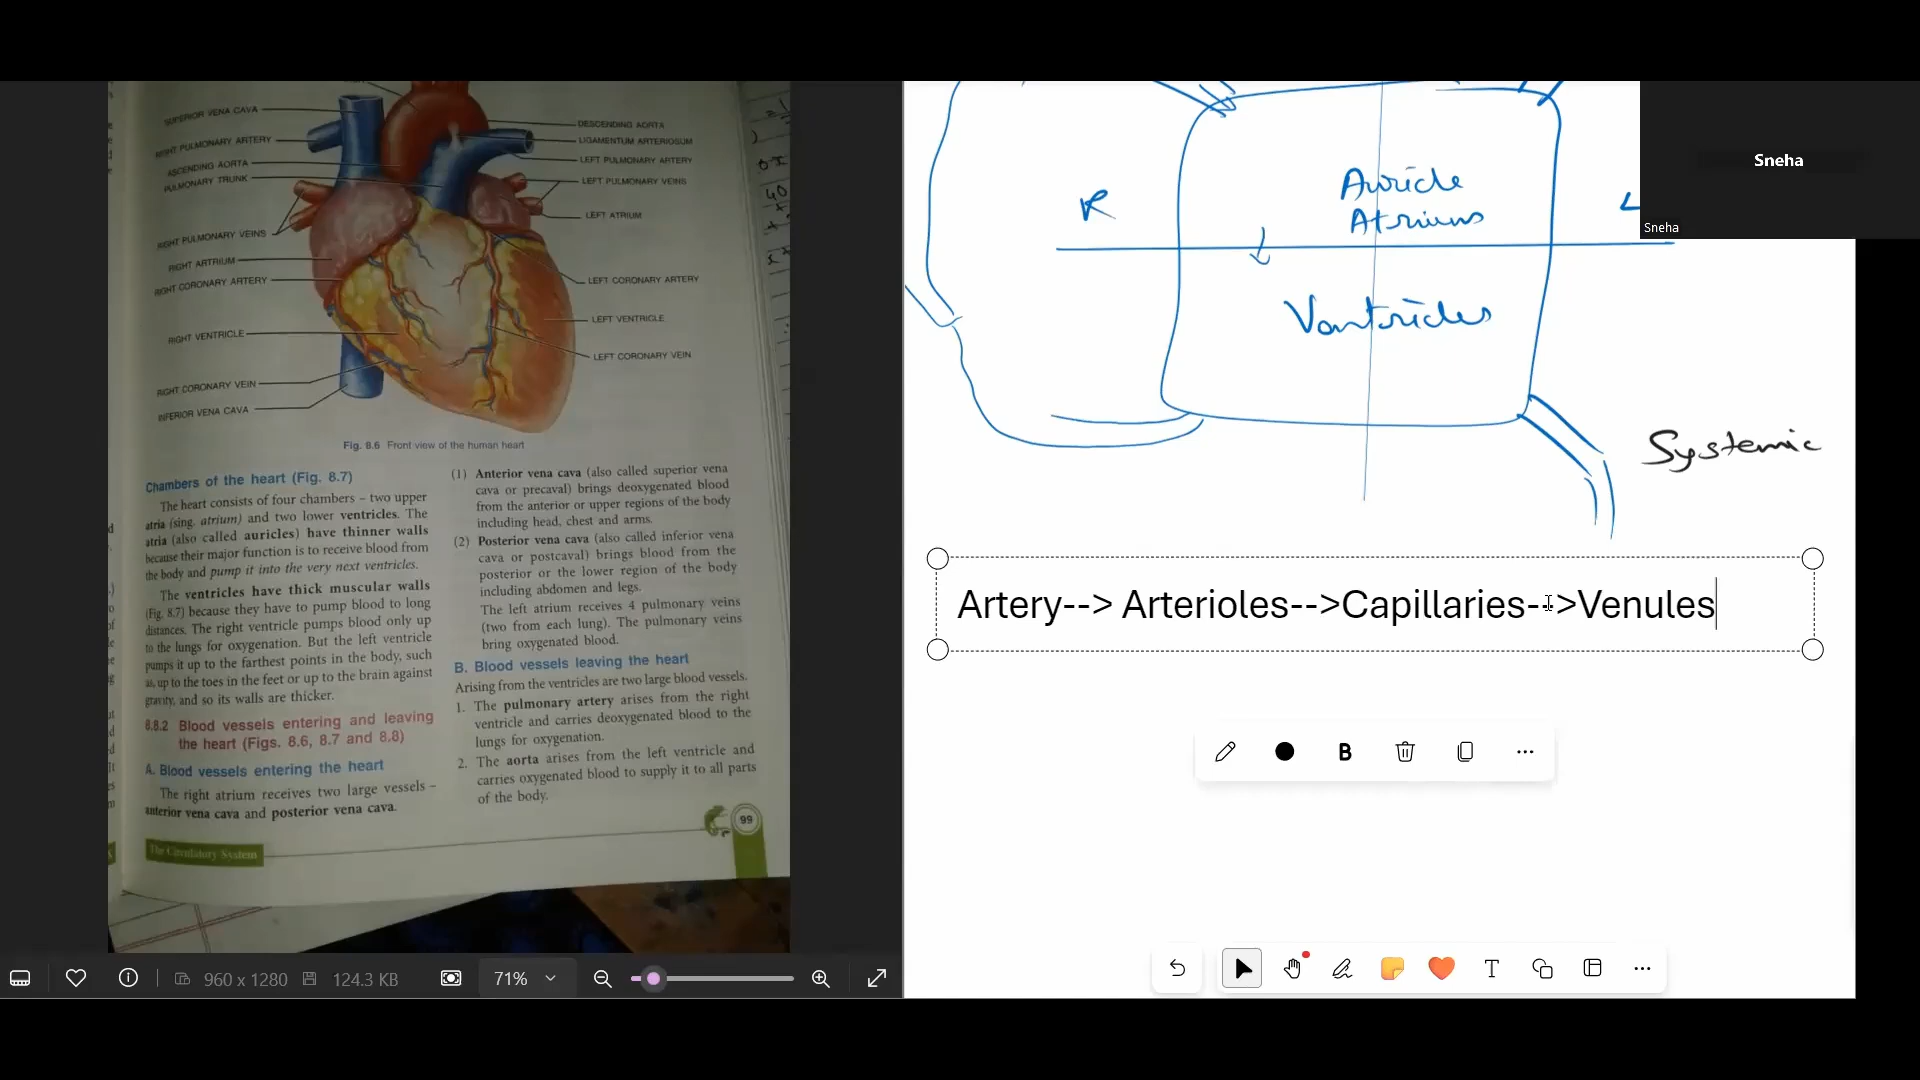 SUPERIOR VENA CAVA
RIGHT PULMONARY ARTERY
ASCENDING AORTA
PULMONARY TRUNK
RIGHT PULMONARY VEINS
RIGHT ARTRIUM
RIGHT CORONARY ARTERY
RIGHT VENTRICLE
RIGHT CORONARY VEIN
INFERIOR VENA CAVA
DESCENDING AORTA
LIGAMENTUM ARTERIOSUM
LEFT PULMONARY ARTERY
LEFT PULMONARY VEINS
LEFT ATRIUM
LEFT CORONARY ARTERY
LEFT VENTRICLE
LEFT CORONARY VEIN
Fig. 8.6 Front view of the human heart
Chambers of the heart (Fig. 8.7)
The heart consists of four chambers – two upper
atria (sing. atrium) and two lower ventricles. The
atria (also called auricles) have thinner walls
because their major function is to receive blood from
the body and pump it into the very next ventricles.
The ventricles have thick muscular walls
(Fig. 8.7) because they have to pump blood to long
distances. The right ventricle pumps blood only up
to the lungs for oxygenation. But the left ventricle
pumps it up to the farthest points in the body, such
as, up to the toes in the feet or up to the brain against
gravity, and so its walls are thicker.
8.8.2 Blood vessels entering and leaving
the heart (Figs. 8.6, 8.7 and 8.8)
A. Blood vessels entering the heart
The right atrium receives two large vessels –
anterior vena cava and posterior vena cava.
(1) Anterior vena cava (also called superior vena
cava or precaval) brings deoxygenated blood
from the anterior or upper regions of the body
including head, chest and arms.
(2) Posterior vena cava (also called inferior vena
cava or postcaval) brings blood from the
posterior or the lower region of the body
including abdomen and legs.
The left atrium receives 4 pulmonary veins
(two from each lung). The pulmonary veins
bring oxygenated blood.
B. Blood vessels leaving the heart
Arising from the ventricles are two large blood vessels.
1. The pulmonary artery arises from the right
ventricle and carries deoxygenated blood to the
lungs for oxygenation.
2. The aorta arises from the left ventricle and
carries oxygenated blood to supply it to all parts
of the body.
99
The Circulatory System
960 x 1280
124.3 KB
71%
R
Auricle
Atriums
L
Ventricles
Systemic
Sneha
Sneha
Artery--> Arterioles-->Capillaries-->Venules
B
T